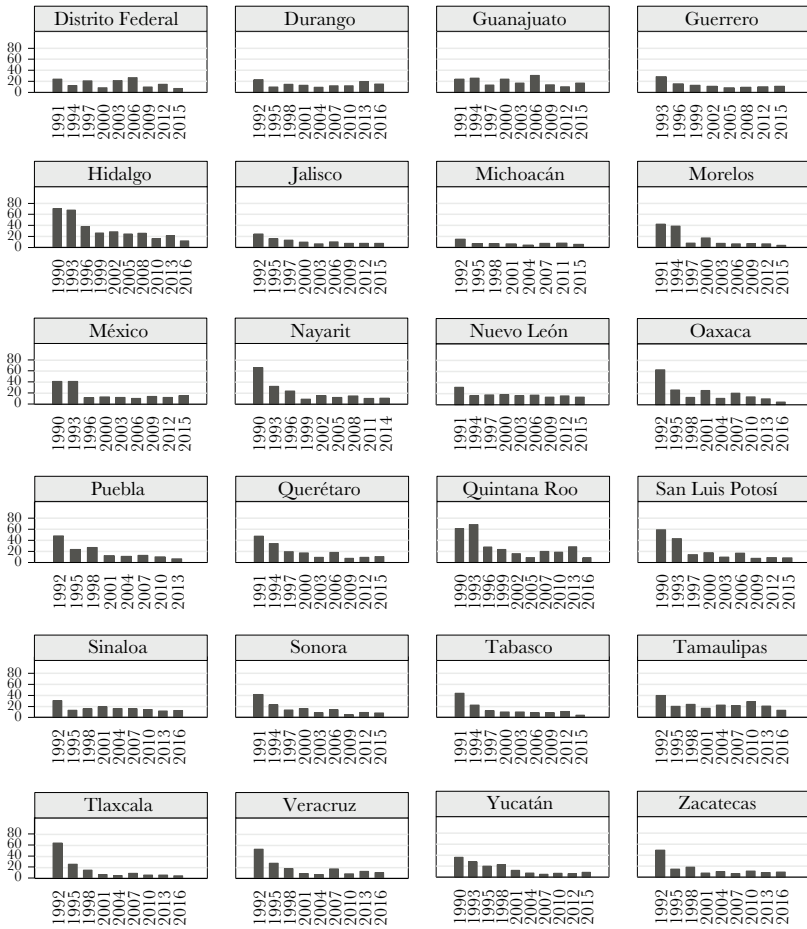 Distrito Federal Durango Guanajuato Guerrero
80
60
40
20
0
1991 1994 1997 2000 2003 2006 2009 2012 2015 1992 1995 1998 2001 2004 2007 2010 2013 2016 1991 1994 1997 2000 2003 2006 2009 2012 2015 1993 1996 1999 2002 2005 2008 2009 2012 2015
Hidalgo Jalisco Michoacán Morelos
80
60
40
20
0
1990 1993 1996 1999 2002 2005 2008 2010 2013 2016 1992 1995 1997 2000 2003 2006 2009 2012 2015 1992 1995 1998 2001 2004 2007 2011 2015 1991 1994 1997 2000 2003 2006 2009 2012 2015
México Nayarit Nuevo León Oaxaca
80
60
40
20
0
1990 1993 1996 2000 2003 2006 2009 2012 2015 1990 1993 1996 1999 2002 2005 2008 2011 2014 1991 1994 1997 2000 2003 2006 2009 2012 2015 1992 1995 1998 2001 2004 2007 2010 2013 2016
Puebla Querétaro Quintana Roo San Luis Potosí
80
60
40
20
0
1992 1995 1998 2001 2004 2007 2010 2013 1991 1994 1997 2000 2003 2006 2009 2012 2015 1990 1993 1996 1999 2002 2005 2007 2010 2013 2016 1990 1993 1997 2000 2003 2006 2009 2012 2015
Sinaloa Sonora Tabasco Tamaulipas
80
60
40
20
0
1992 1995 1998 2001 2004 2007 2010 2013 2016 1991 1994 1997 2000 2003 2006 2009 2012 2015 1991 1994 1997 2000 2003 2006 2009 2012 2015 1992 1995 1998 2001 2004 2007 2010 2013 2016
Tlaxcala Veracruz Yucatán Zacatecas
80
60
40
20
0
1992 1995 1998 2001 2004 2007 2010 2013 2016 1992 1995 1998 2001 2004 2007 2010 2013 2016 1990 1993 1995 1998 2001 2004 2007 2010 2012 2015 1992 1995 1998 2001 2004 2007 2010 2013 2016